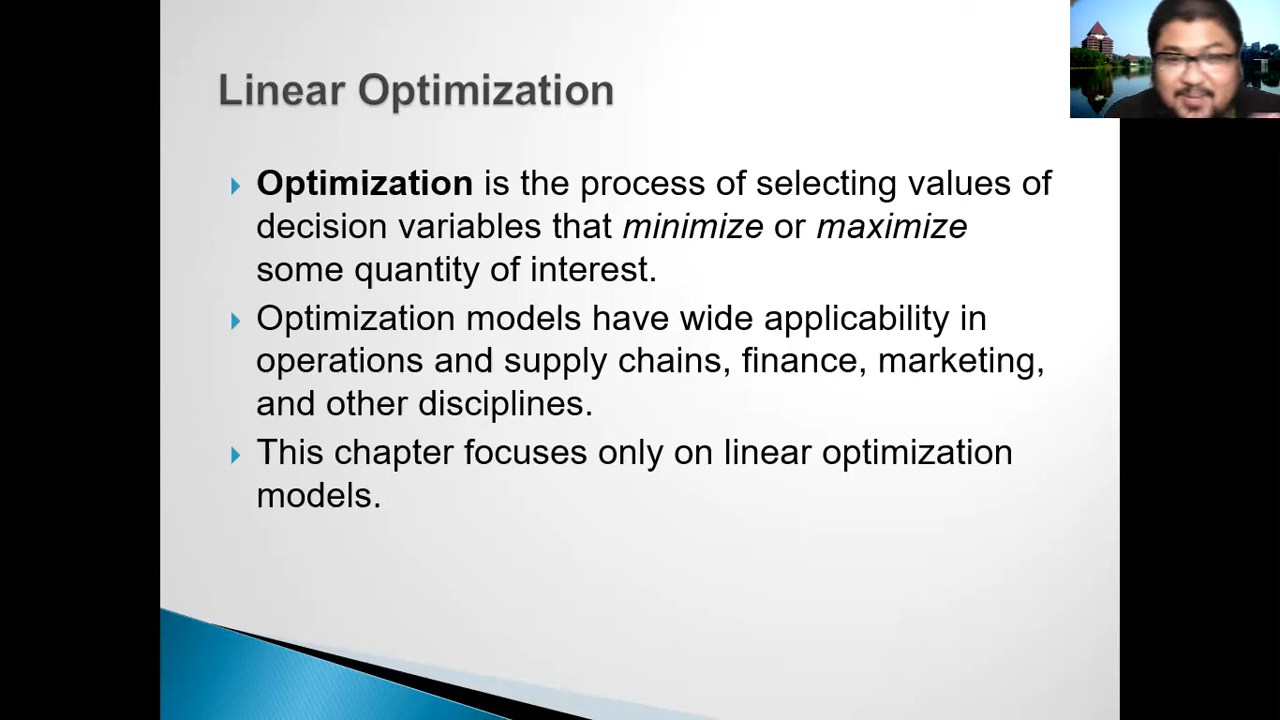 Linear Optimization
Optimization is the process of selecting values of
decision variables that minimize or maximize
some quantity of interest.
Optimization models have wide applicability in
operations and supply chains, finance, marketing,
and other disciplines.
This chapter focuses only on linear optimization
models.